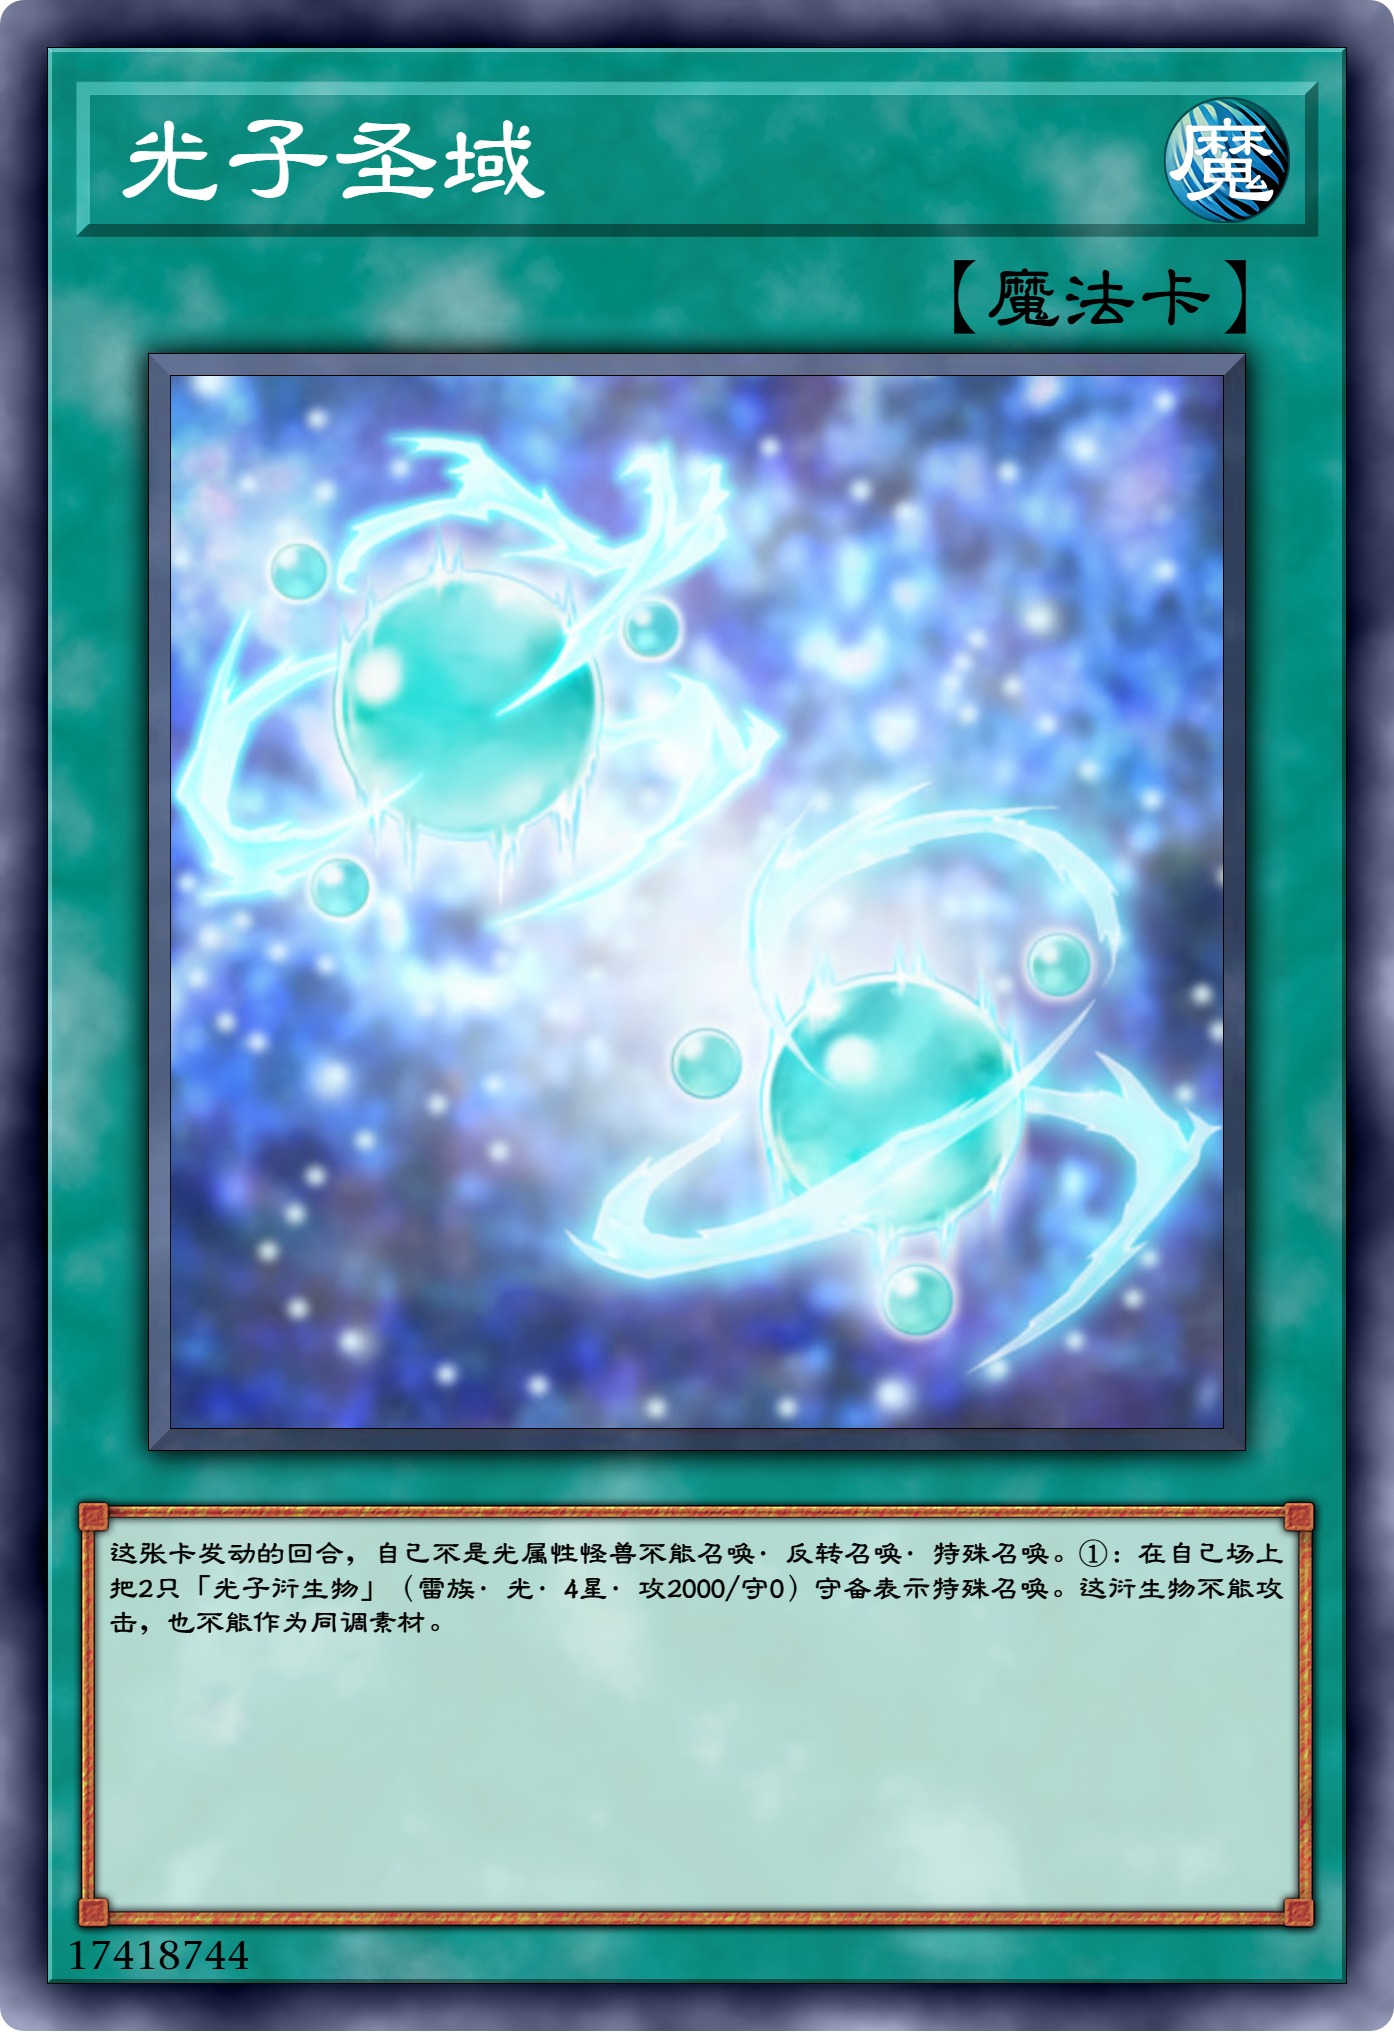 光子圣域
魔
【魔法卡】
这张卡发动的回合，自己不是光属性怪兽不能召唤·反转召唤·特殊召唤。①：在自己场上
把2只「光子衍生物」（雷族·光·4星·攻2000/守0）守备表示特殊召唤。这衍生物不能攻
击，也不能作为同调素材。
17418744